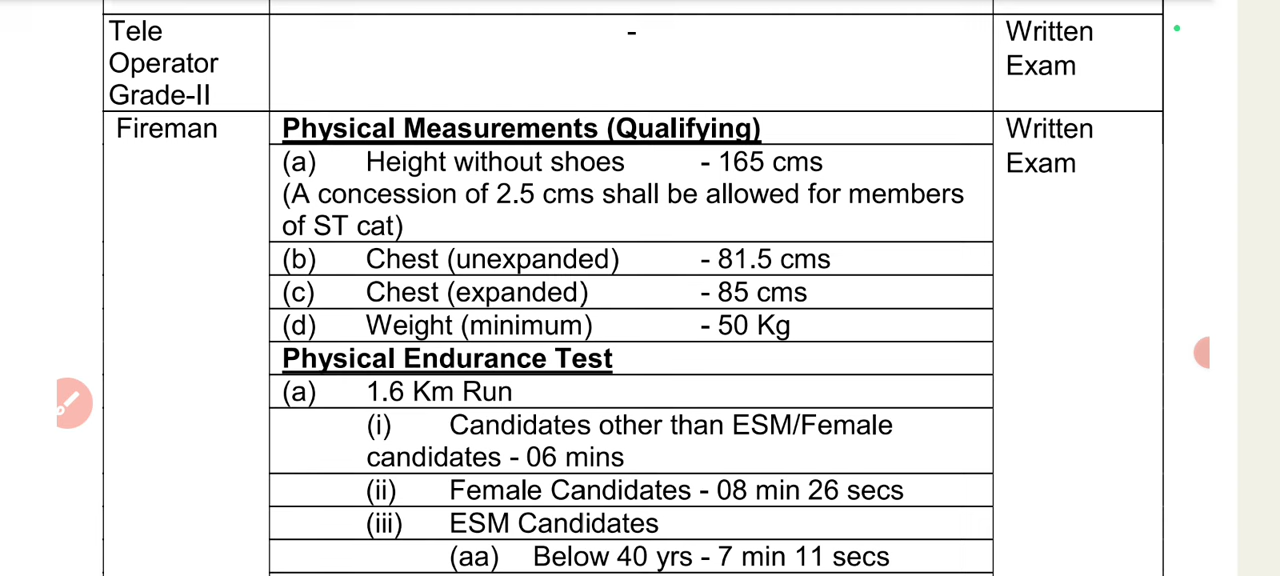 Tele Operator Grade-II - Written Exam
Fireman Physical Measurements (Qualifying) Written Exam
(a) Height without shoes - 165 cms
(A concession of 2.5 cms shall be allowed for members
of ST cat)
(b) Chest (unexpanded) - 81.5 cms
(c) Chest (expanded) - 85 cms
(d) Weight (minimum) - 50 Kg
Physical Endurance Test
(a) 1.6 Km Run
(i) Candidates other than ESM/Female
candidates - 06 mins
(ii) Female Candidates - 08 min 26 secs
(iii) ESM Candidates
(aa) Below 40 yrs - 7 min 11 secs